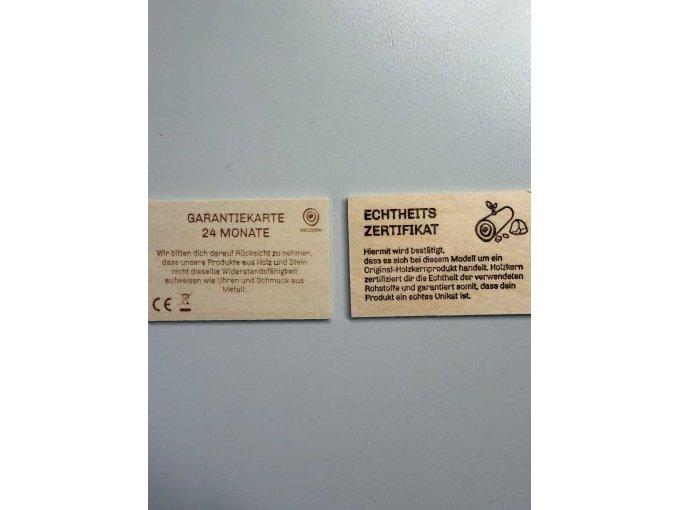 GARANTIEKARTE
24 MONATE
HOLZKERN
Wir bitten dich darauf Rücksicht zu nehmen,
dass unsere Produkte aus Holz und Stein
nicht dieselbe Widerstandsfähigkeit
aufweisen wie Uhren und Schmuck aus
Metall.
CE
ECHTHEITS
ZERTIFIKAT
Hiermit wird bestätigt,
dass es sich bei diesem Modell um ein
Original-Holzkernprodukt handelt. Holzkern
zertifiziert dir die Echtheit der verwendeten
Rohstoffe und garantiert somit, dass dein
Produkt ein echtes Unikat ist.